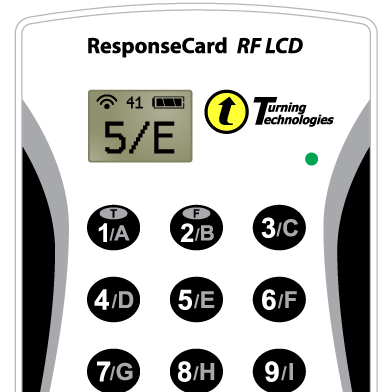 ResponseCard RF LCD
41
5/E
Turning
Technologies
T F
1/A 2/B 3/C
4/D 5/E 6/F
7/G 8/H 9/I